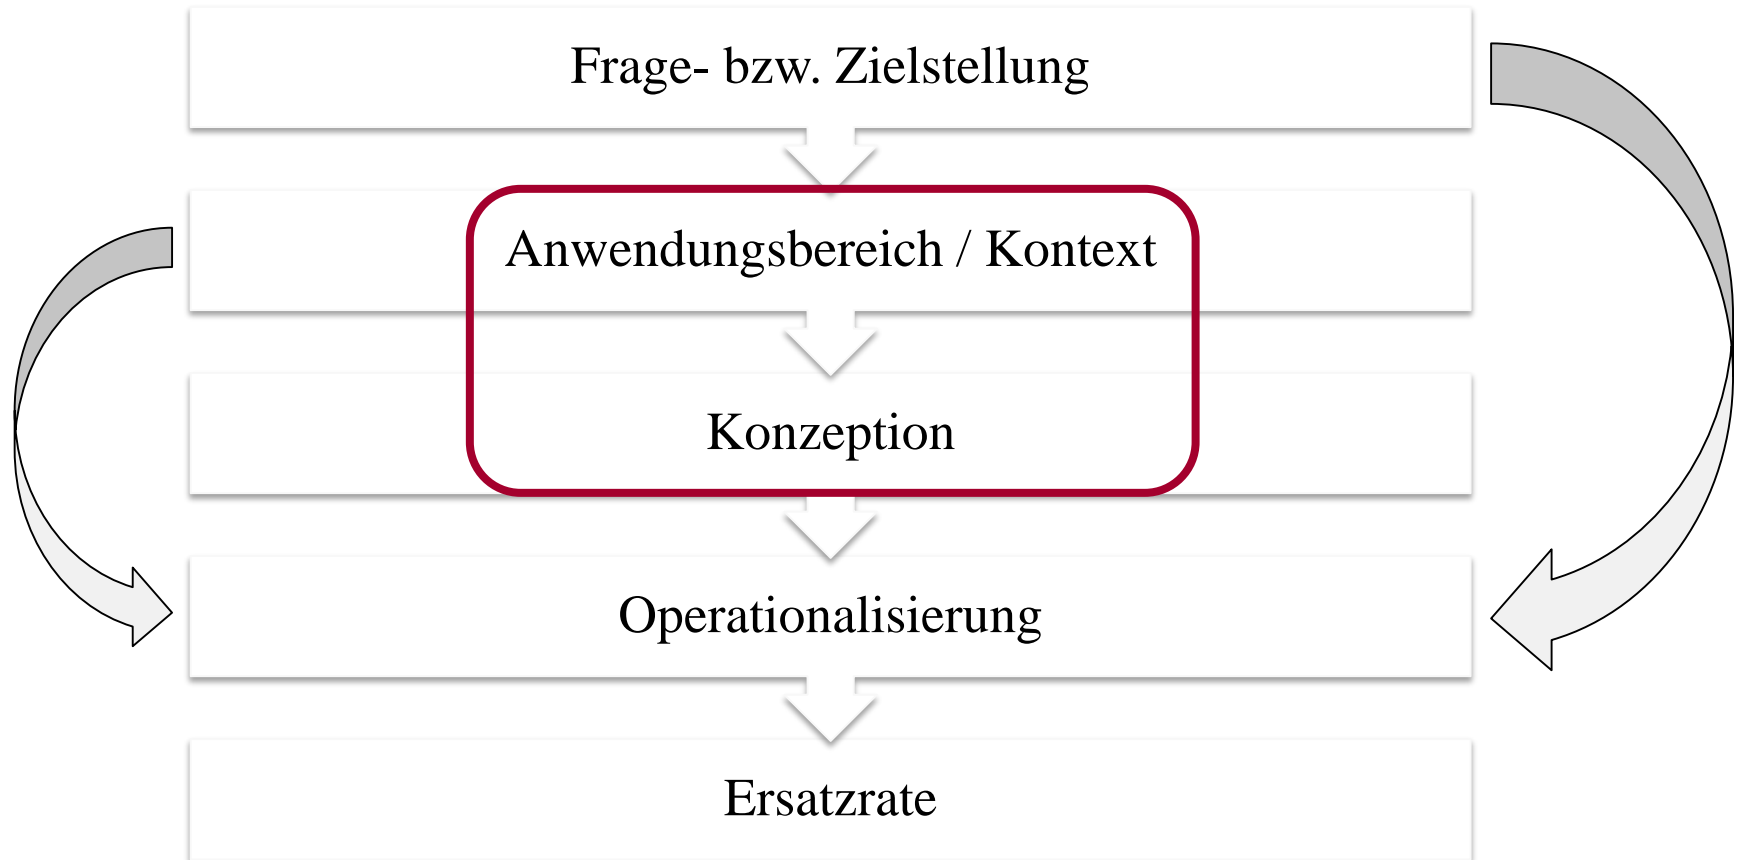 Frage- bzw. Zielstellung
Anwendungsbereich / Kontext
Konzeption
Operationalisierung
Ersatzrate